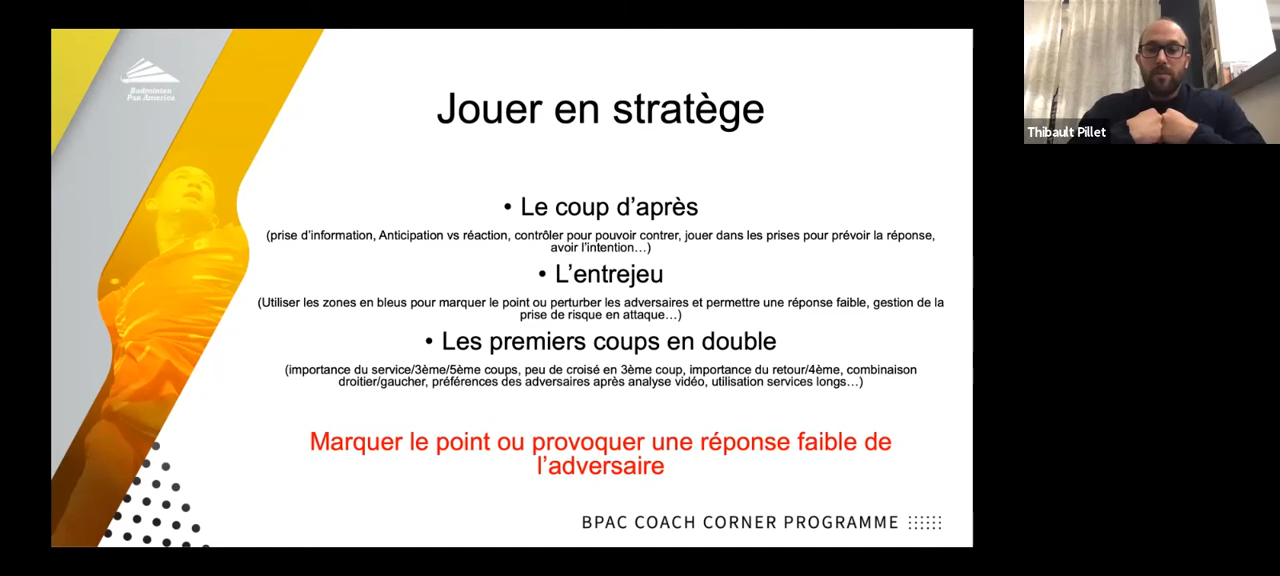 Badminton
Pan America
Jouer en stratège
• Le coup d’après
(prise d’information, Anticipation vs réaction, contrôler pour pouvoir contrer, jouer dans les prises pour prévoir la réponse,
avoir l’intention…)
• L’entrejeu
(Utiliser les zones en bleus pour marquer le point ou perturber les adversaires et permettre une réponse faible, gestion de la
prise de risque en attaque…)
• Les premiers coups en double
(importance du service/3ème/5ème coups, peu de croisé en 3ème coup, importance du retour/4ème, combinaison
droitier/gaucher, préférences des adversaires après analyse vidéo, utilisation services longs…)
Marquer le point ou provoquer une réponse faible de
l’adversaire
BPAC COACH CORNER PROGRAMME
Thibault Pillet